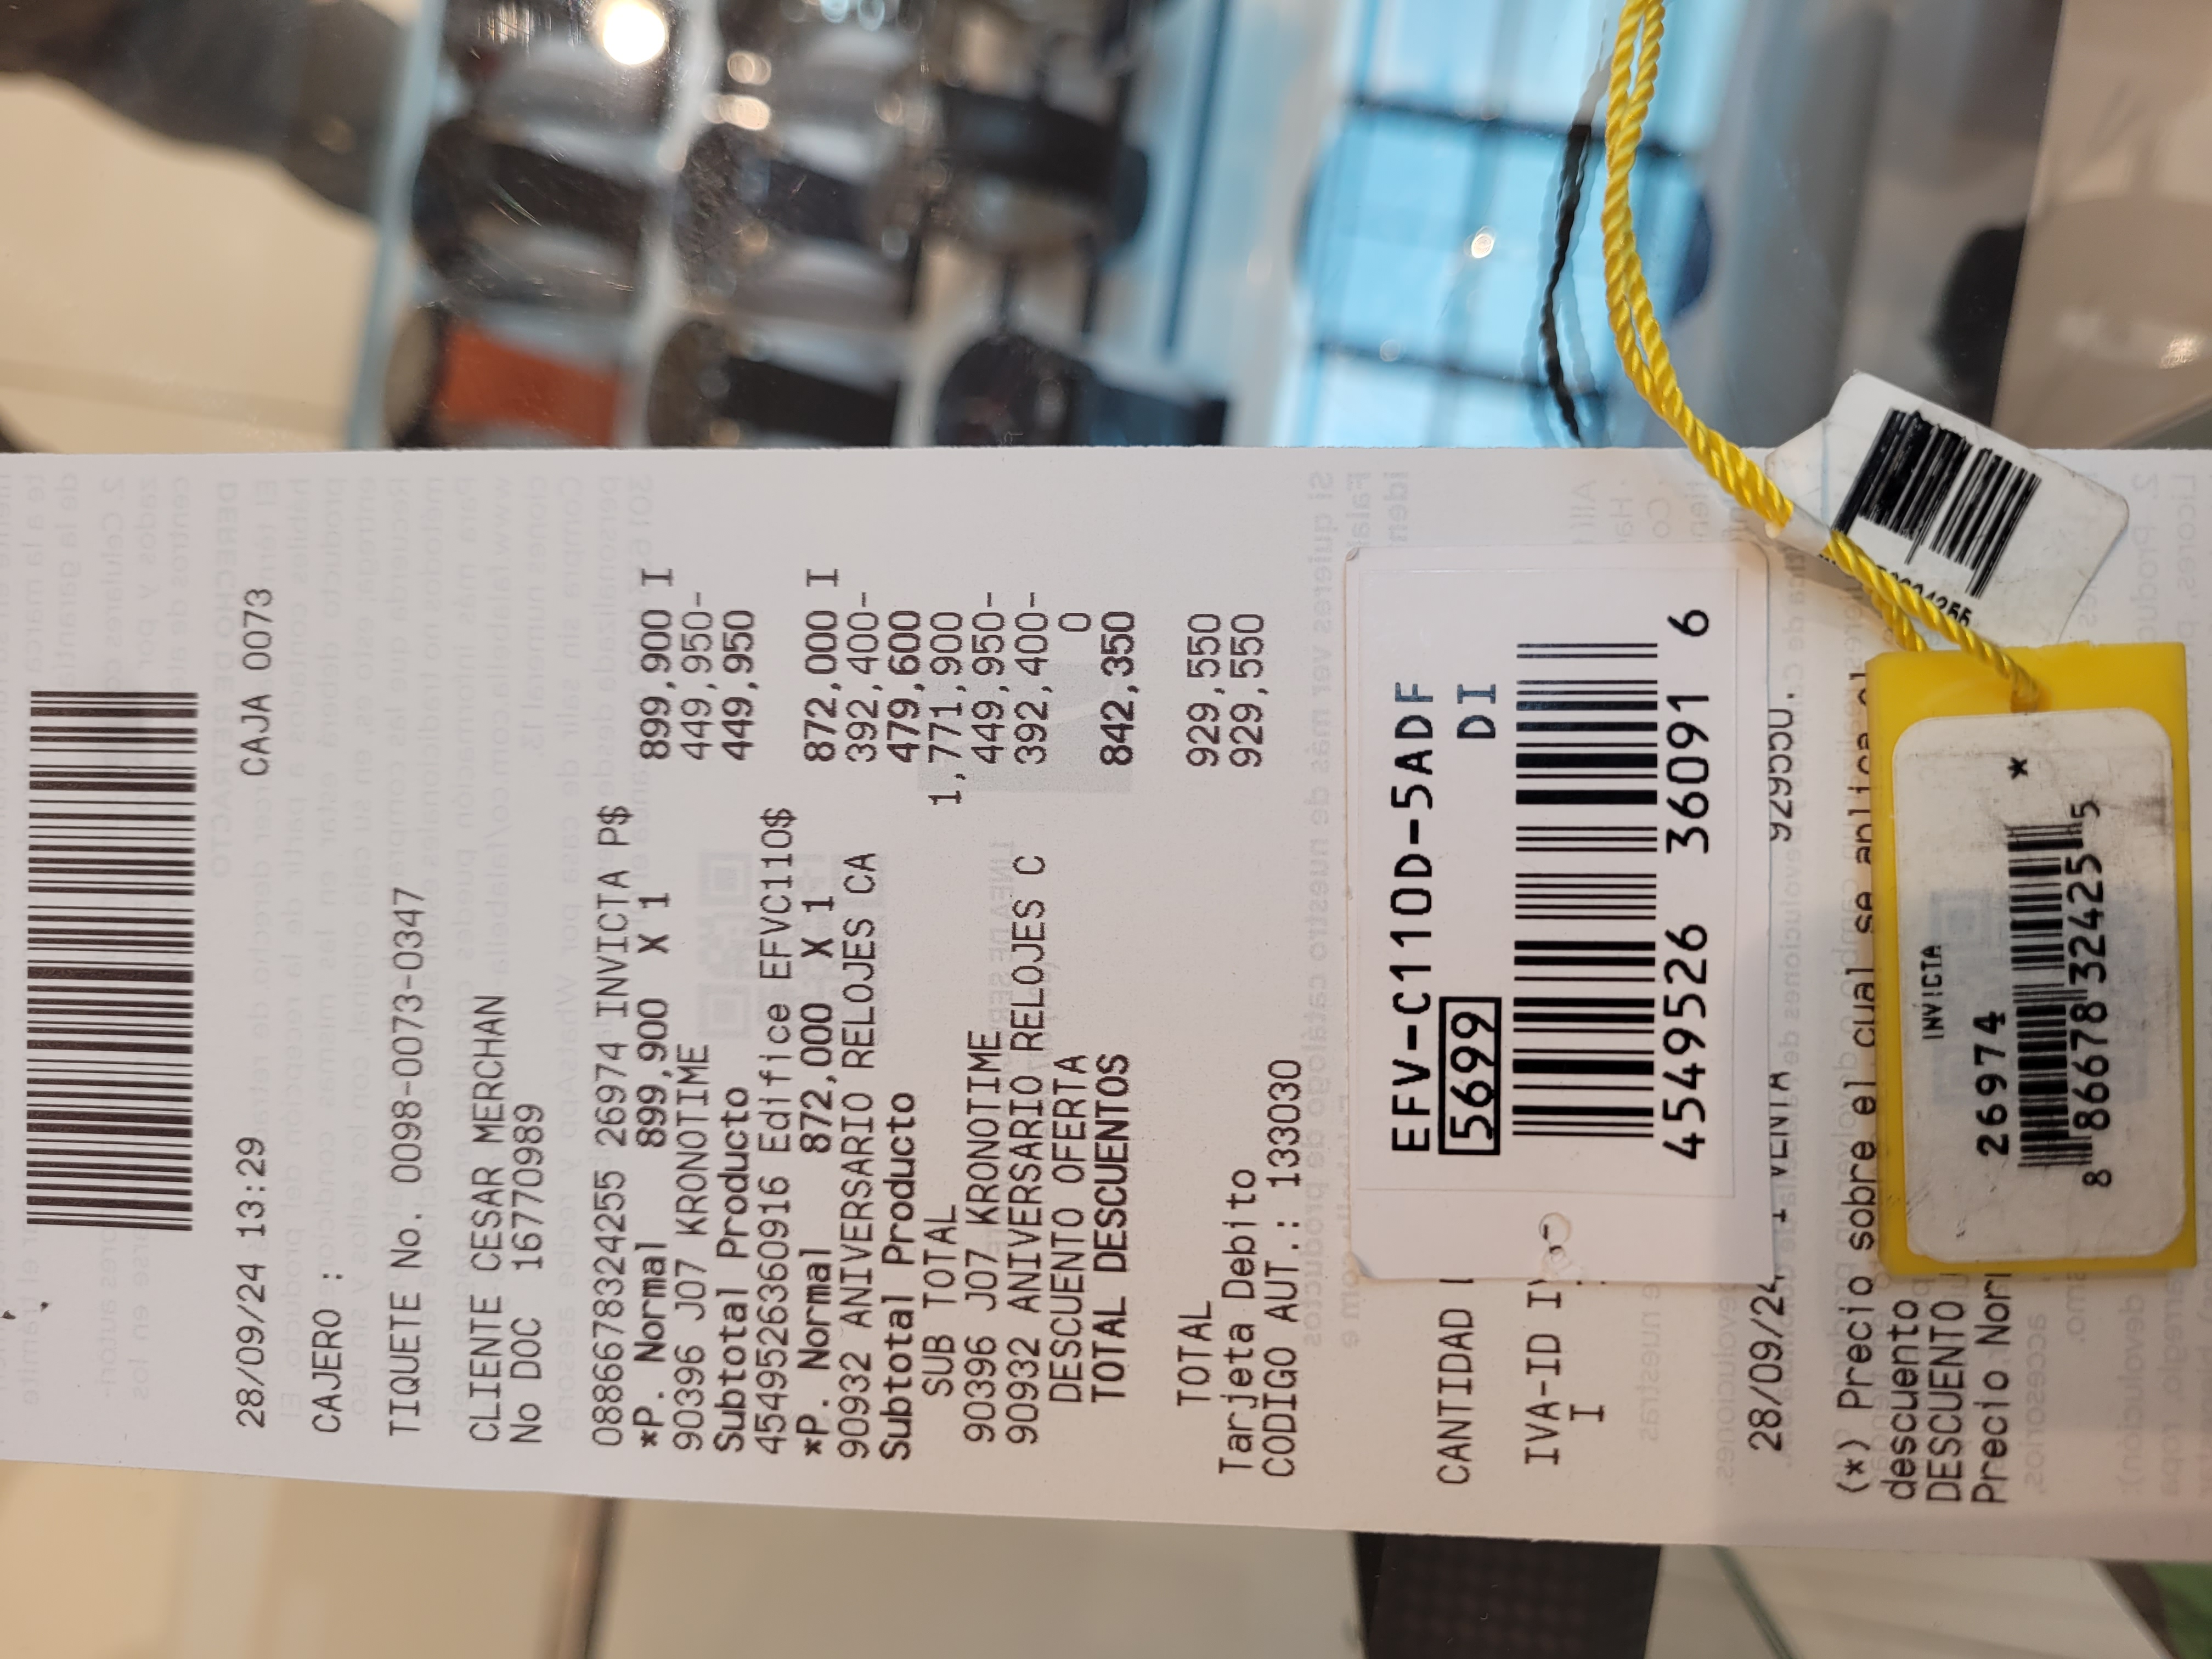 28/09/24 13:29 CAJA 0073
CAJERO :
TIQUETE No. 0098-0073-0347
CLIENTE CESAR MERCHAN
No DOC 16770989
0886678324255 26974 INVICTA P$
*P. Normal 899,900 X 1 899,900 I
90396 J07 KRONOTIME 449,950-
Subtotal Producto 449,950
4549526360916 Edifice EFVC110$
*P. Normal 872,000 X 1 872,000 I
90932 ANIVERSARIO RELOJES CA 392,400-
Subtotal Producto 479,600
SUB TOTAL 1,771,900
90396 J07 KRONOTIME 449,950-
90932 ANIVERSARIO RELOJES C 392,400-
DESCUENTO OFERTA 0
TOTAL DESCUENTOS 842,350
TOTAL 929,550
Tarjeta Debito 929,550
CODIGO AUT.: 133030
CANTIDAD
IVA-ID
I
28/09/24 VENTA 929550.
(*) Precio sobre el cual se aplica el
descuento
DESCUENTO
Precio
EFV-C110D-5ADF
5699 DI
4549526 360916
INVICTA
26974 *
8 86678 32425 5